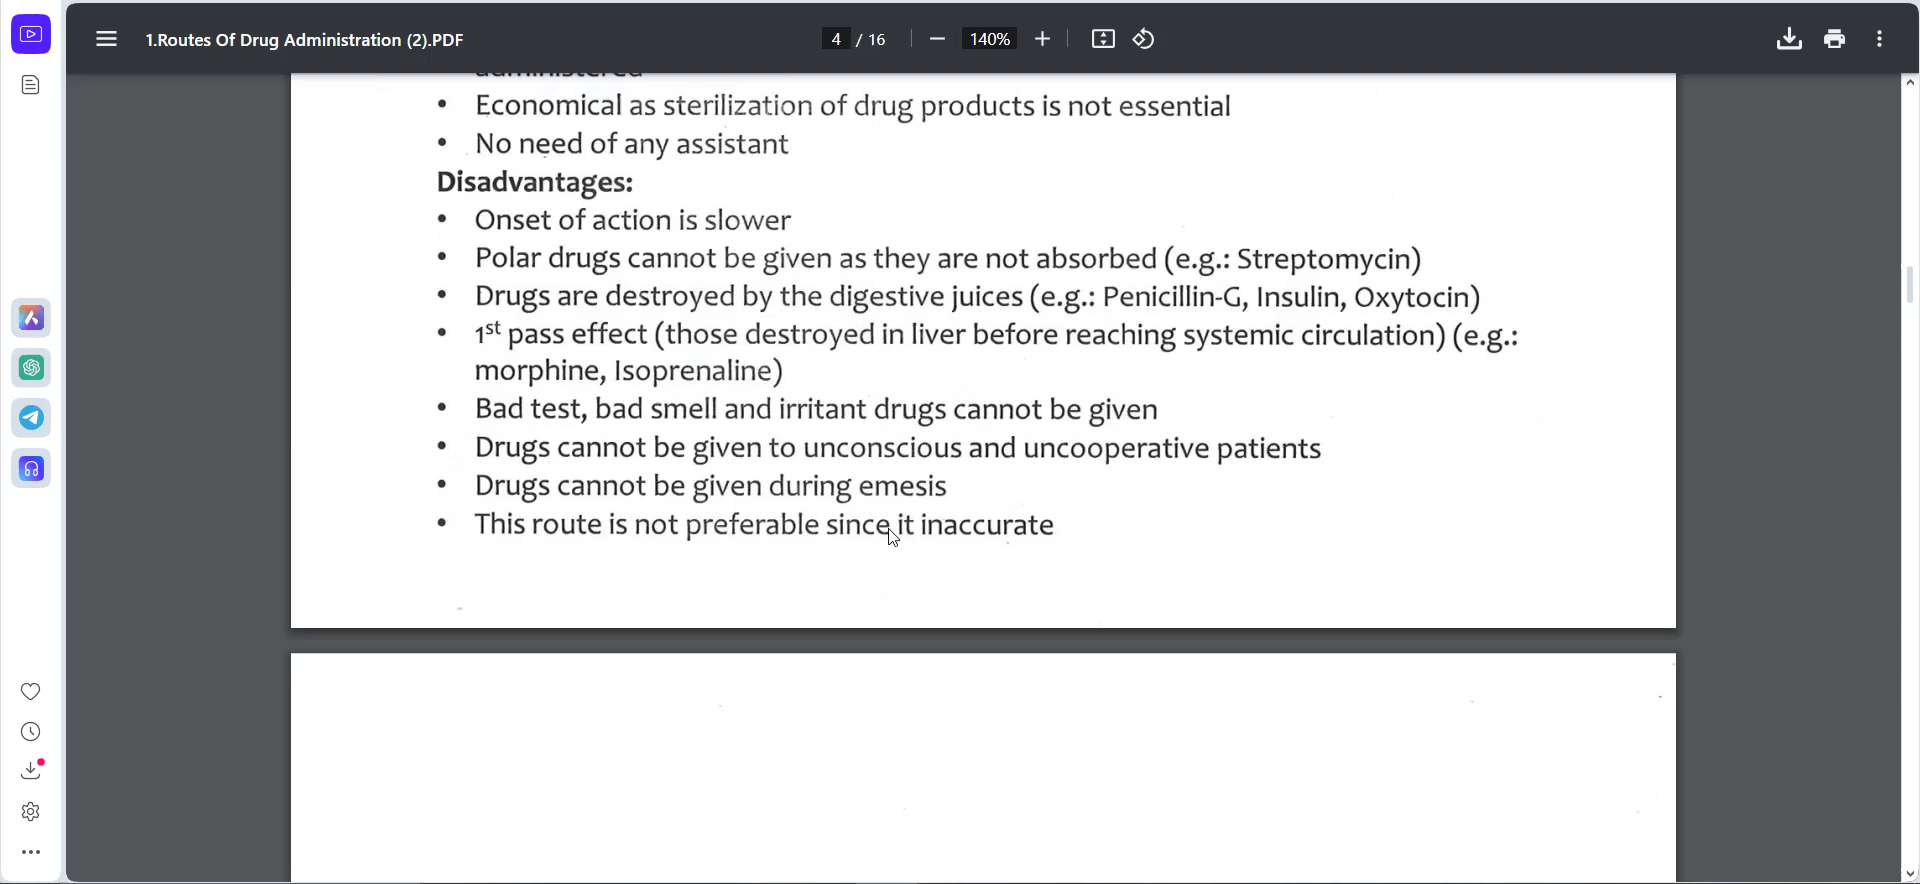 1.Routes Of Drug Administration (2).PDF
4 / 16
140%
administered
• Economical as sterilization of drug products is not essential
• No need of any assistant
Disadvantages:
• Onset of action is slower
• Polar drugs cannot be given as they are not absorbed (e.g.: Streptomycin)
• Drugs are destroyed by the digestive juices (e.g.: Penicillin-G, Insulin, Oxytocin)
• 1st pass effect (those destroyed in liver before reaching systemic circulation) (e.g.:
morphine, Isoprenaline)
• Bad test, bad smell and irritant drugs cannot be given
• Drugs cannot be given to unconscious and uncooperative patients
• Drugs cannot be given during emesis
• This route is not preferable since it inaccurate